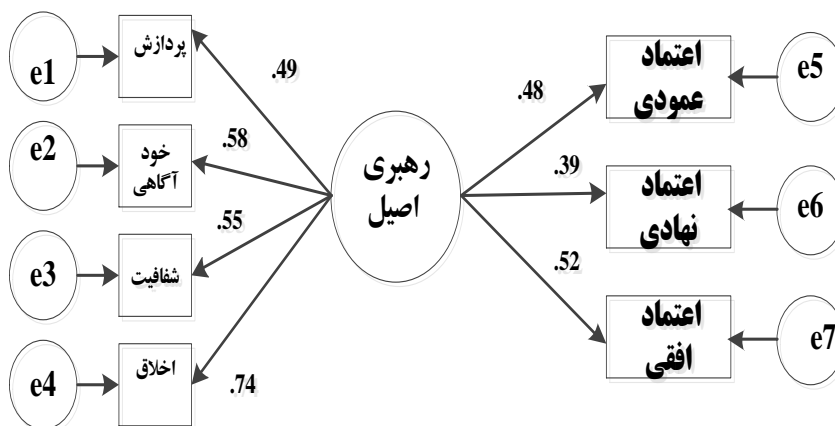 e1
پردازش
.49
e2
خود
آگاهی
.58
e3
شفافیت
.55
e4
اخلاق
.74
رهبری
اصیل
.48
اعتماد
عمودی
e5
.39
اعتماد
نهادی
e6
.52
اعتماد
افقی
e7